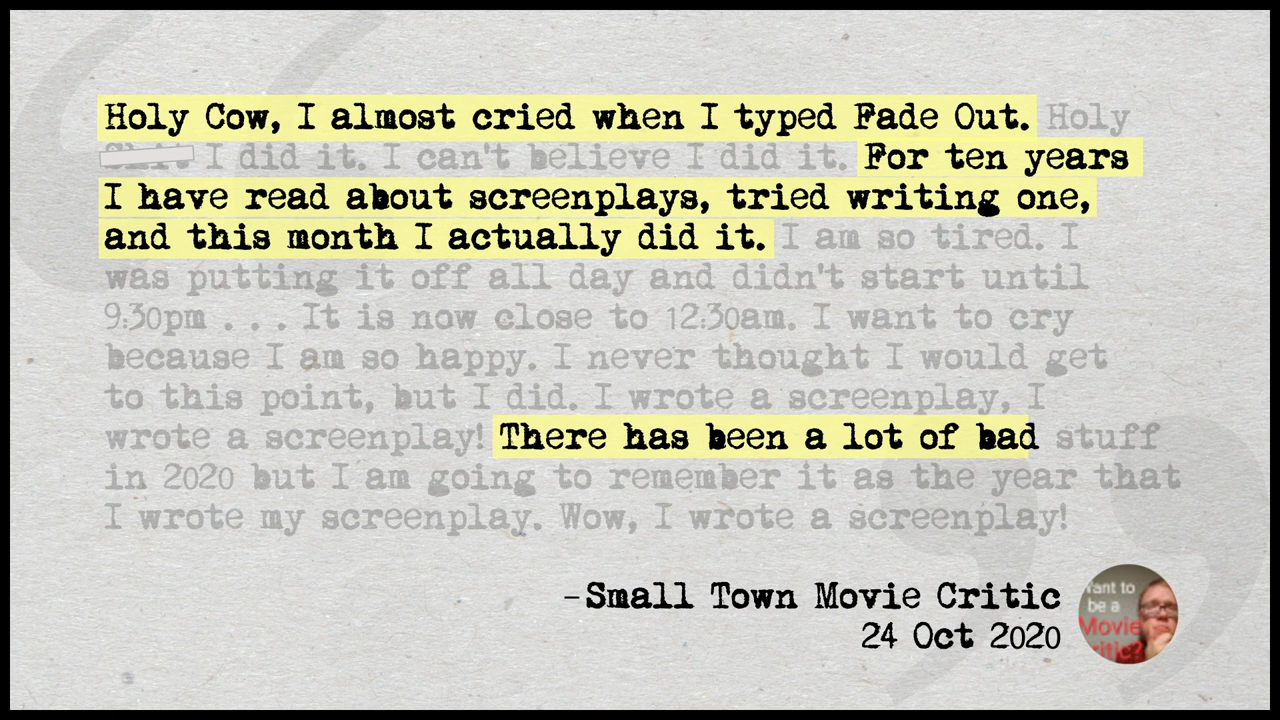 Holy Cow, I almost cried when I typed Fade Out. Holy
I did it. I can't believe I did it. For ten years
I have read about screenplays, tried writing one,
and this month I actually did it. I am so tired. I
was putting it off all day and didn't start until
9:30pm . . . It is now close to 12:30am. I want to cry
because I am so happy. I never thought I would get
to this point, but I did. I wrote a screenplay, I
wrote a screenplay! There has been a lot of bad stuff
in 2020 but I am going to remember it as the year that
I wrote my screenplay. Wow, I wrote a screenplay!
-Small Town Movie Critic
24 Oct 2020
Want to
be a
Movie
Critic?